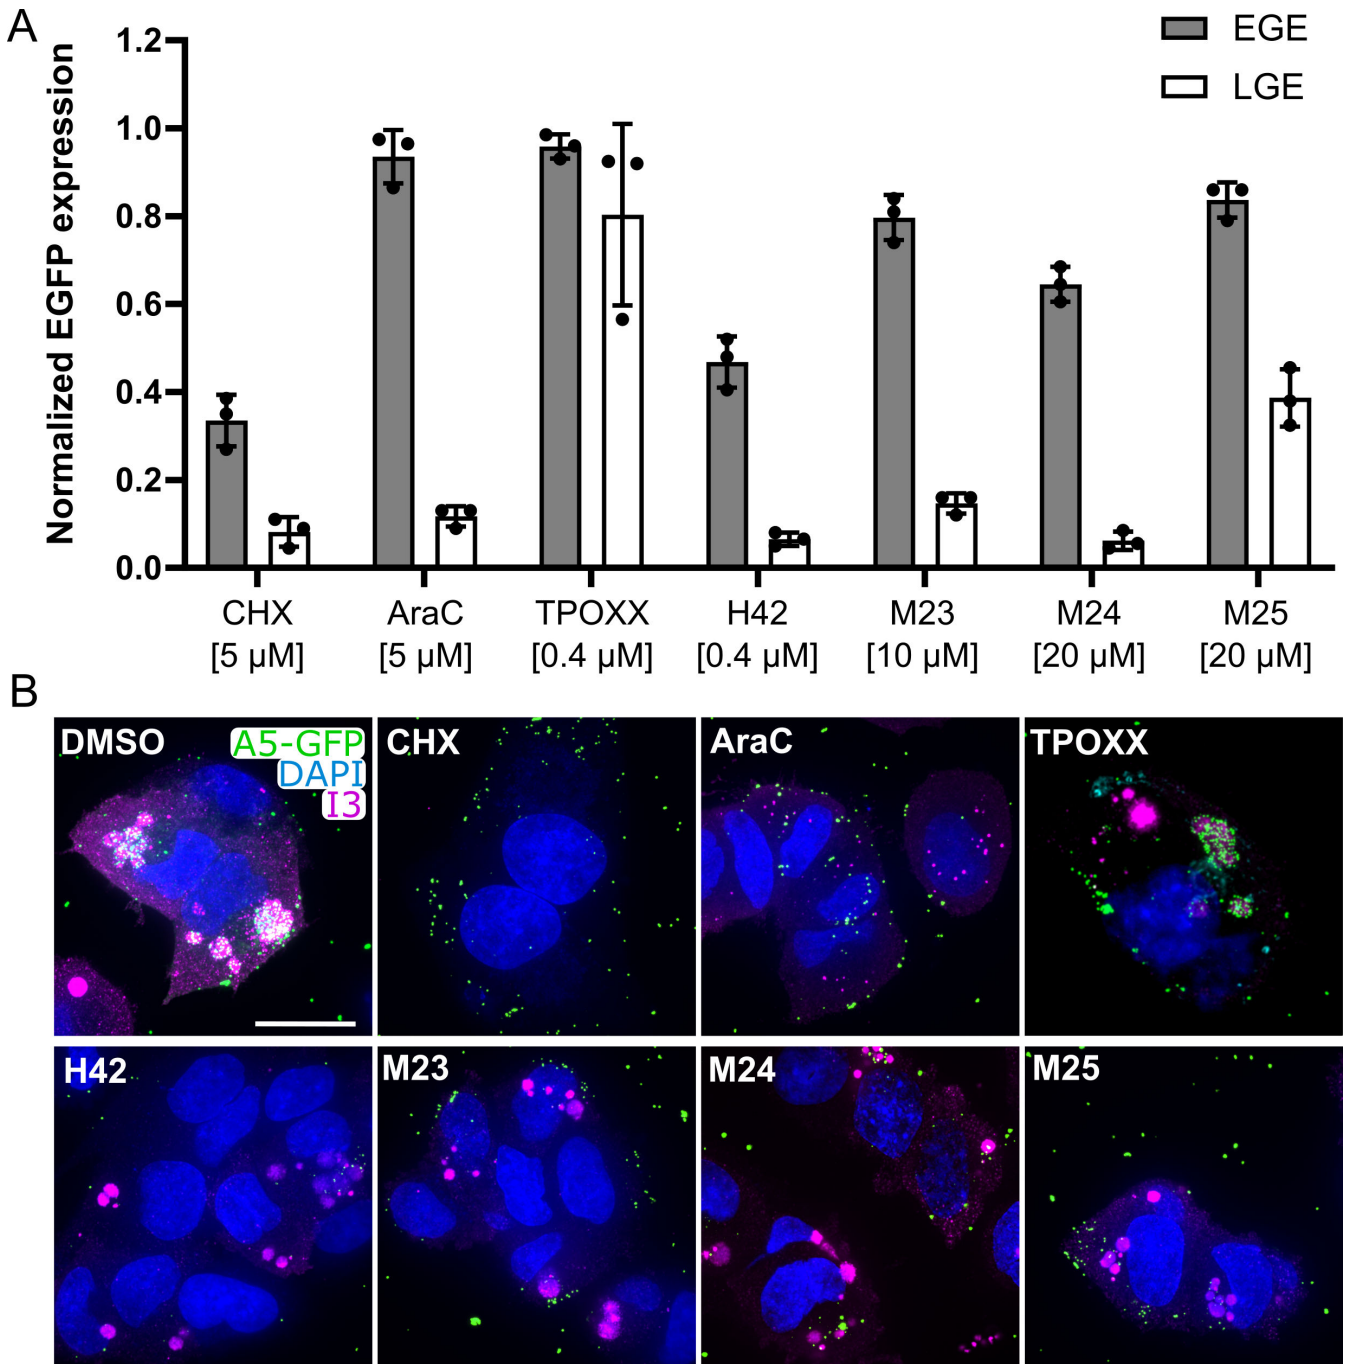 A
Normalized EGFP expression
1.2
1.0
0.8
0.6
0.4
0.2
0.0
EGE
LGE
CHX AraC TPOXX H42 M23 M24 M25
[5 µM] [5 µM] [0.4 µM] [0.4 µM] [10 µM] [20 µM] [20 µM]
B
DMSO
A5-GFP
DAPI
I3
CHX
AraC
TPOXX
H42
M23
M24
M25